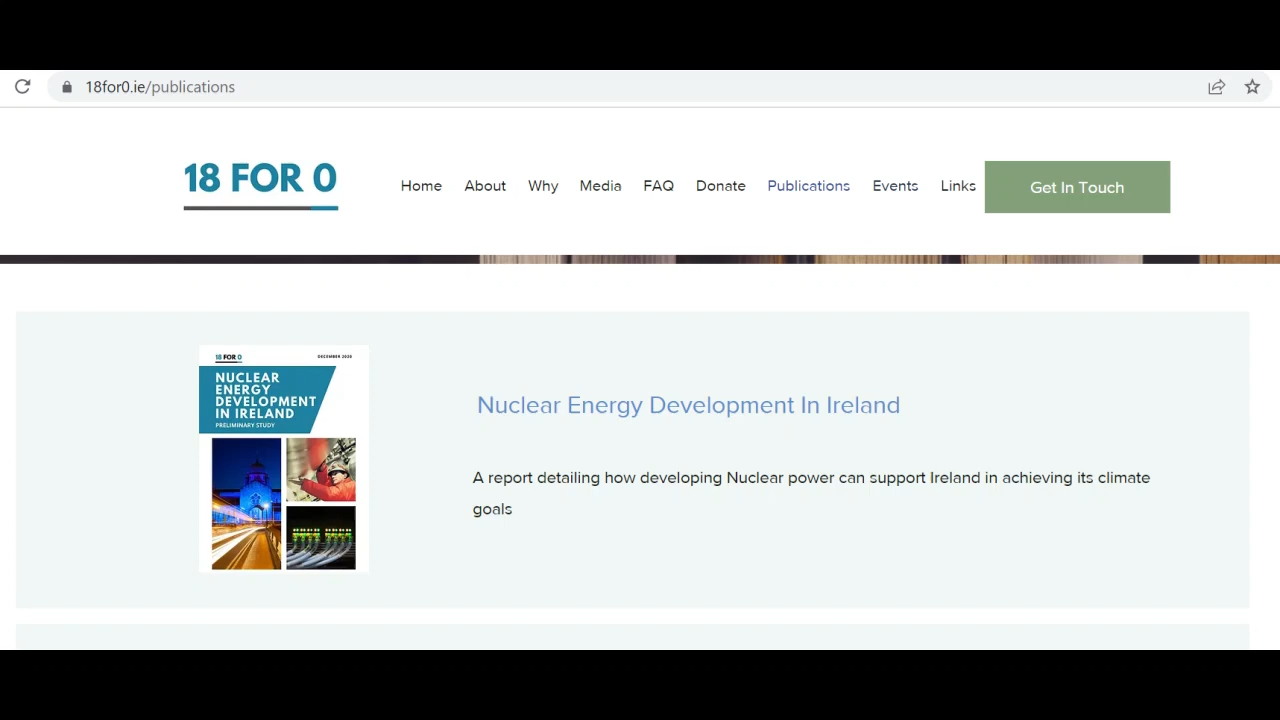 18for0.ie/publications
18 FOR 0
Home About Why Media FAQ Donate Publications Events Links Get In Touch
18 FOR 0 DECEMBER 2020
NUCLEAR
ENERGY
DEVELOPMENT
IN IRELAND
PRELIMINARY STUDY
Nuclear Energy Development In Ireland
A report detailing how developing Nuclear power can support Ireland in achieving its climate
goals